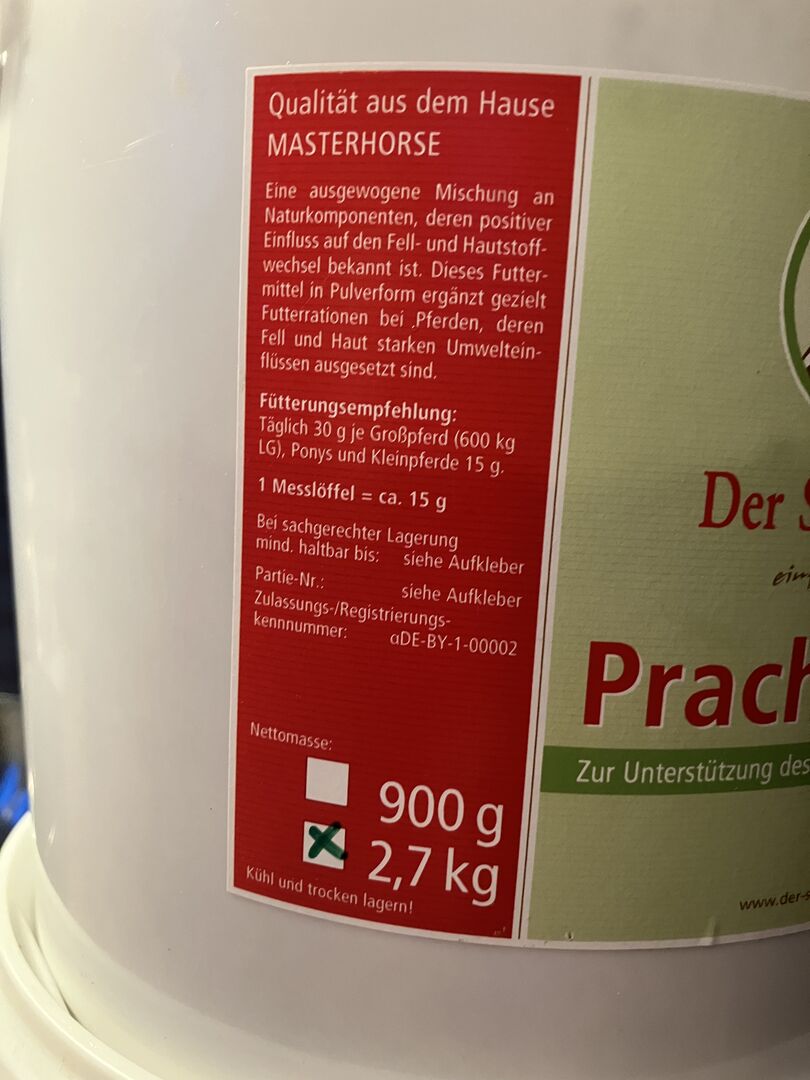 Qualität aus dem Hause
MASTERHORSE
Eine ausgewogene Mischung an
Naturkomponenten, deren positiver
Einfluss auf den Fell- und Hautstoff-
wechsel bekannt ist. Dieses Futter-
mittel in Pulverform ergänzt gezielt
Futterrationen bei Pferden, deren
Fell und Haut starken Umweltein-
flüssen ausgesetzt sind.
Fütterungsempfehlung:
Täglich 30 g je Großpferd (600 kg
LG), Ponys und Kleinpferde 15 g.
1 Messlöffel = ca. 15 g
Bei sachgerechter Lagerung
mind. haltbar bis: siehe Aufkleber
Partie-Nr.: siehe Aufkleber
Zulassungs-/Registrierungs-
kennnummer: αDE-BY-1-00002
Nettomasse:
900 g
2,7 kg
Kühl und trocken lagern!
Der
Prach
Zur Unterstützung des
www.der-s